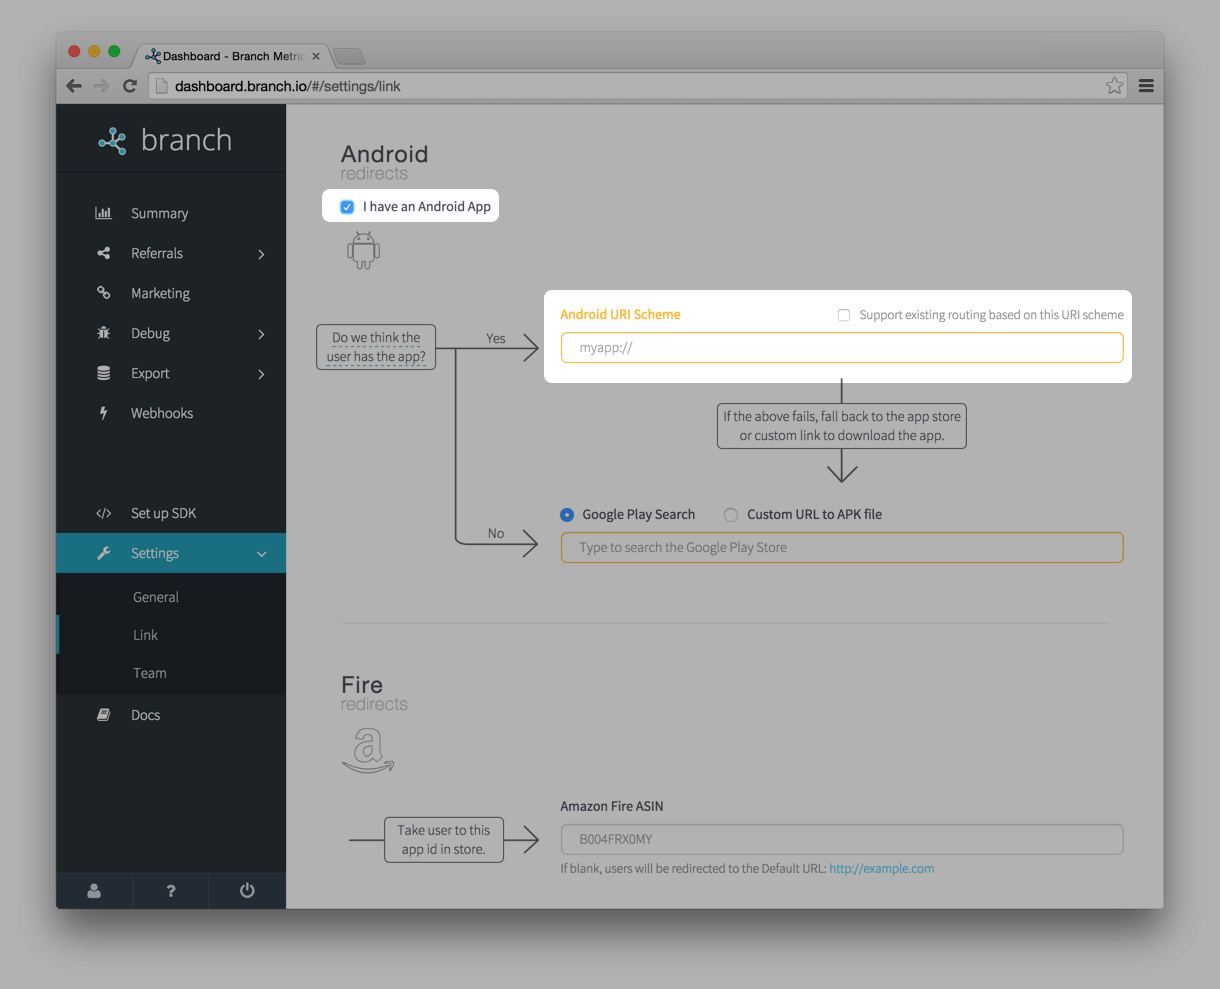 Dashboard - Branch Metric
dashboard.branch.io/#/settings/link
branch
Summary
Referrals
Marketing
Debug
Export
Webhooks
Set up SDK
Settings
General
Link
Team
Docs
?
Android
redirects
I have an Android App
Do we think the
user has the app?
Yes
Android URI Scheme
Support existing routing based on this URI scheme
myapp://
If the above fails, fall back to the app store
or custom link to download the app.
No
Google Play Search
Custom URL to APK file
Type to search the Google Play Store
Fire
redirects
Take user to this
app id in store.
Amazon Fire ASIN
B004FRX0MY
If blank, users will be redirected to the Default URL: http://example.com